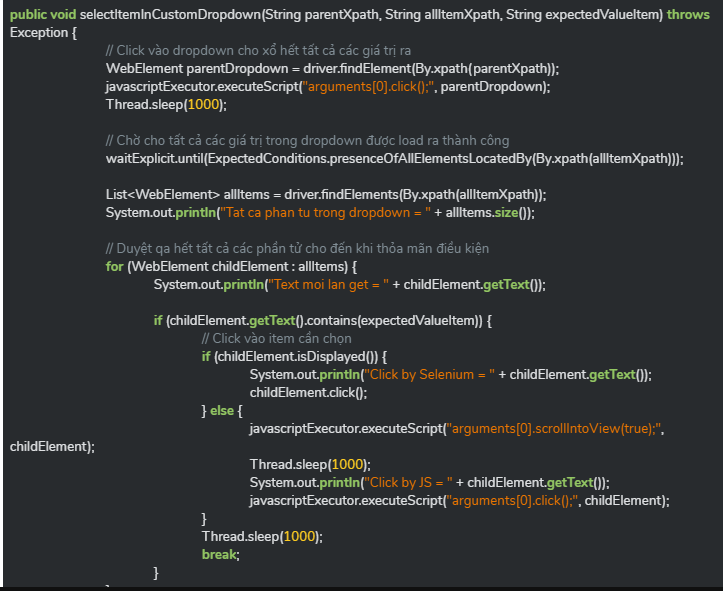 public void selectItemInCustomDropdown(String parentXpath, String allItemXpath, String expectedValueItem) throws
Exception {
// Click vào dropdown cho xổ hết tất cả các giá trị ra
WebElement parentDropdown = driver.findElement(By.xpath(parentXpath));
javascriptExecutor.executeScript("arguments[0].click();", parentDropdown);
Thread.sleep(1000);
// Chờ cho tất cả các giá trị trong dropdown được load ra thành công
waitExplicit.until(ExpectedConditions.presenceOfAllElementsLocatedBy(By.xpath(allItemXpath)));
List<WebElement> allItems = driver.findElements(By.xpath(allItemXpath));
System.out.println("Tat ca phan tu trong dropdown = " + allItems.size());
// Duyệt qa hết tất cả các phần tử cho đến khi thỏa mãn điều kiện
for (WebElement childElement : allItems) {
System.out.println("Text moi lan get = " + childElement.getText());
if (childElement.getText().contains(expectedValueItem)) {
// Click vào item cần chọn
if (childElement.isDisplayed()) {
System.out.println("Click by Selenium = " + childElement.getText());
childElement.click();
} else {
javascriptExecutor.executeScript("arguments[0].scrollIntoView(true);",
childElement);
Thread.sleep(1000);
System.out.println("Click by JS = " + childElement.getText());
javascriptExecutor.executeScript("arguments[0].click();", childElement);
}
Thread.sleep(1000);
break;
}